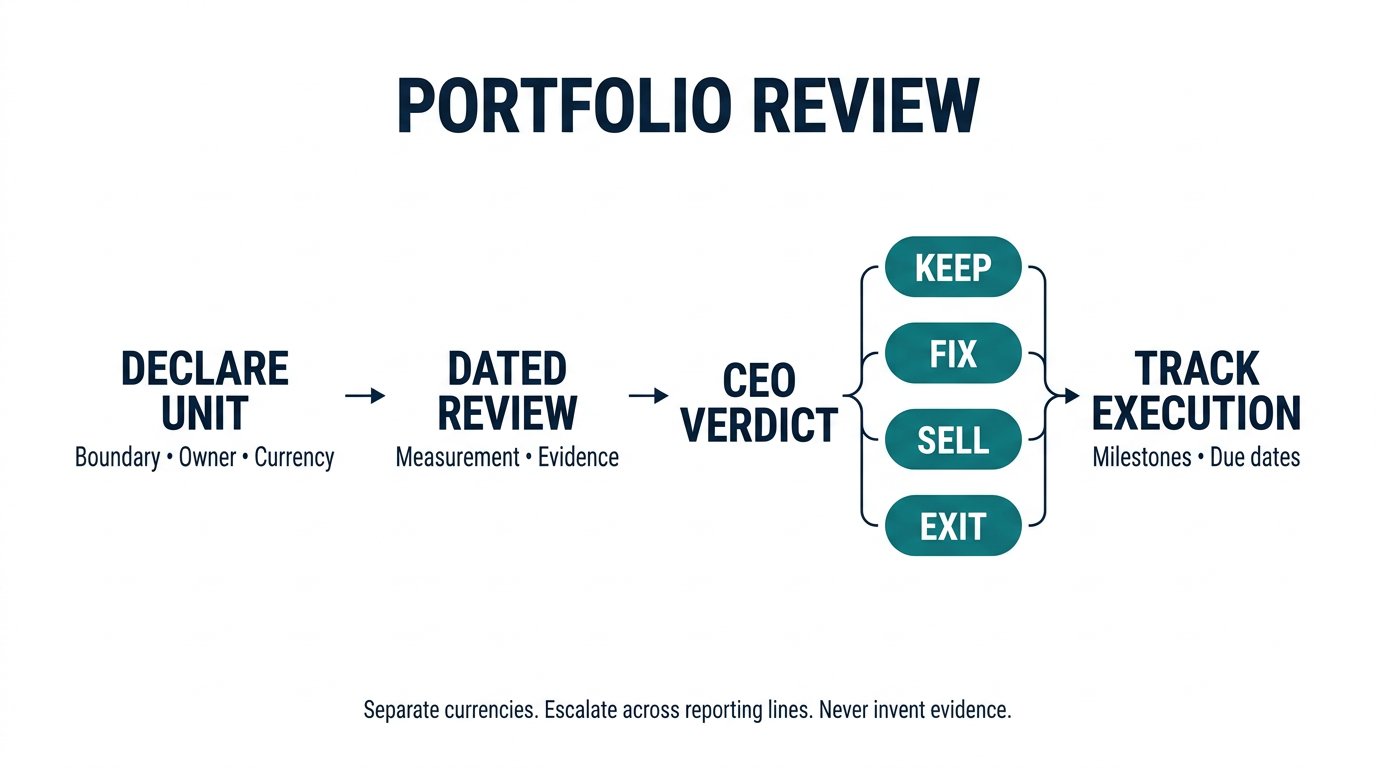 PORTFOLIO REVIEW
DECLARE
UNIT
Boundary • Owner • Currency
DATED
REVIEW
Measurement • Evidence
CEO
VERDICT
KEEP
FIX
SELL
EXIT
TRACK
EXECUTION
Milestones • Due dates
Separate currencies. Escalate across reporting lines. Never invent evidence.